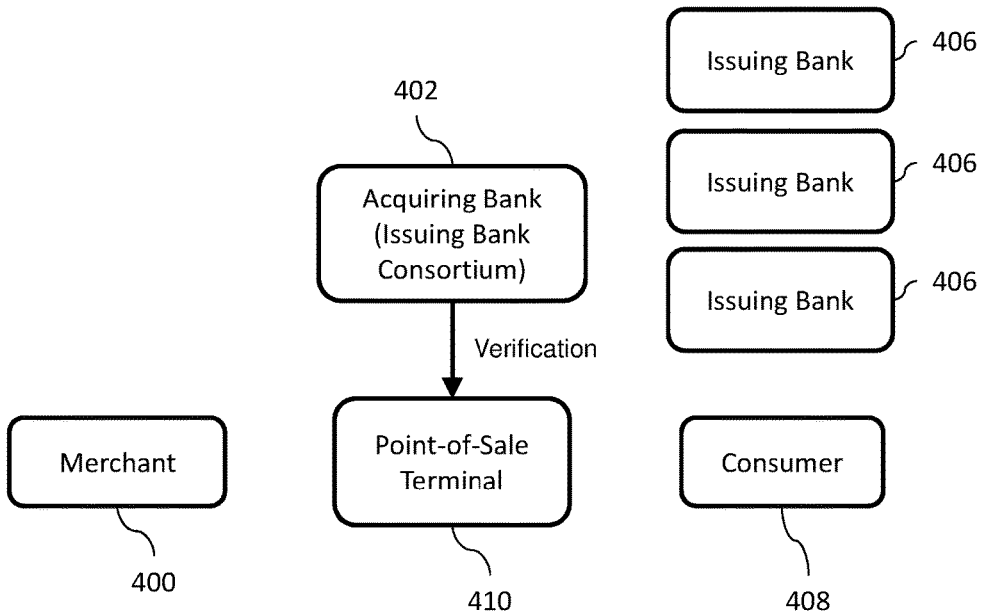 Issuing Bank
406
402
Issuing Bank
406
Acquiring Bank
(Issuing Bank
Consortium)
Issuing Bank
406
Verification
Merchant
Point-of-Sale
Terminal
Consumer
400
410
408